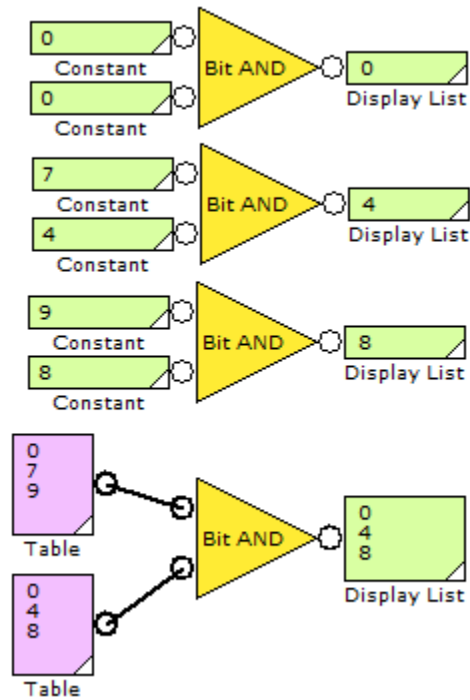 0
Constant
0
Constant
Bit AND
0
Display List
7
Constant
4
Constant
Bit AND
4
Display List
9
Constant
8
Constant
Bit AND
8
Display List
0
7
9
Table
0
4
8
Table
Bit AND
0
4
8
Display List